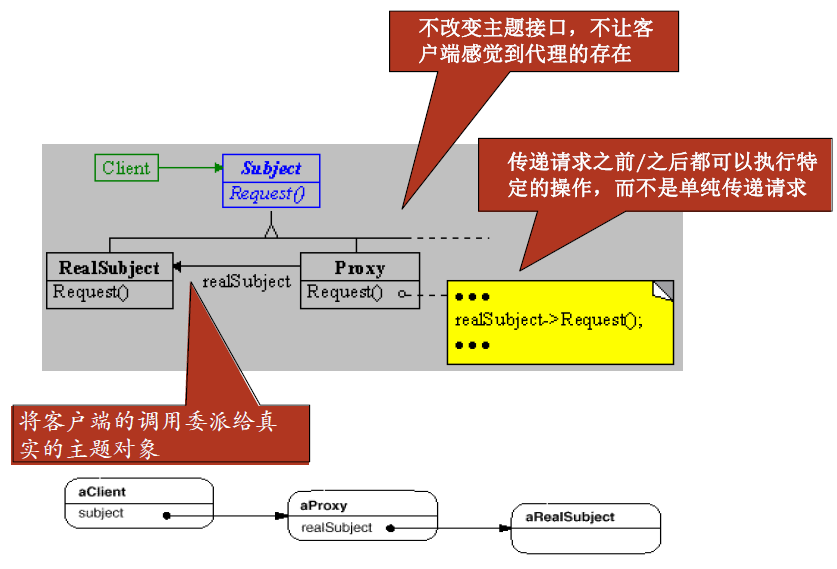 不改变主题接口，不让客
户端感觉到代理的存在
传递请求之前/之后都可以执行特
定的操作，而不是单纯传递请求
Client
Subject
Request()
RealSubject
Request()
realSubject
Proxy
Request()
●●●
realSubject->Request();
●●●
将客户端的调用委派给真
实的主题对象
aClient
subject
aProxy
realSubject
aRealSubject